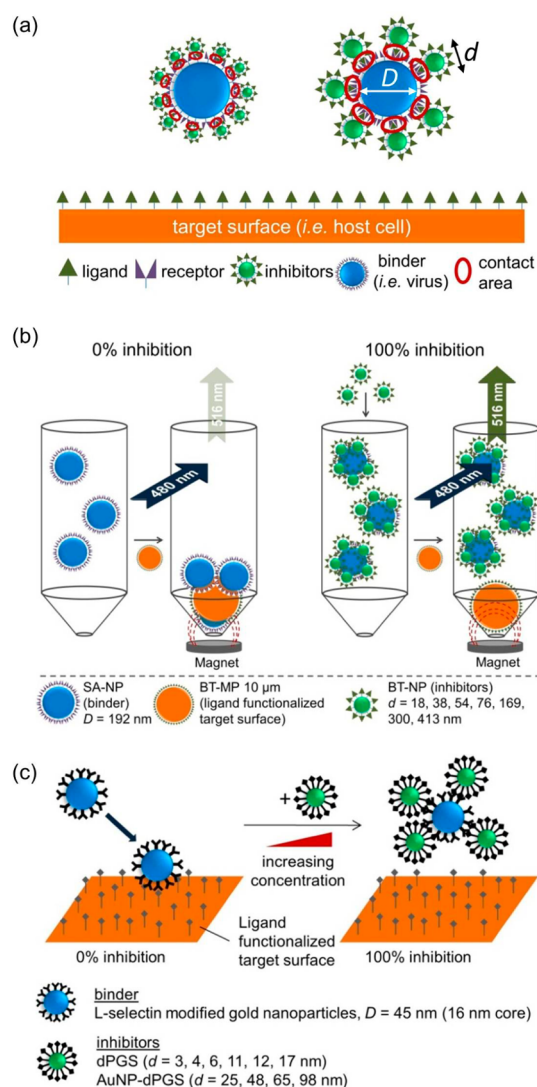 (a)
d
D
target surface (i.e. host cell)
ligand receptor inhibitors binder (i.e. virus) contact area
(b)
0% inhibition 100% inhibition
516 nm 516 nm
480 nm 480 nm
Magnet Magnet
SA-NP (binder) D = 192 nm
BT-MP 10 µm (ligand functionalized target surface)
BT-NP (inhibitors) d = 18, 38, 54, 76, 169, 300, 413 nm
(c)
+
increasing concentration
Ligand functionalized target surface
0% inhibition 100% inhibition
binder
L-selectin modified gold nanoparticles, D = 45 nm (16 nm core)
inhibitors
dPGS (d = 3, 4, 6, 11, 12, 17 nm)
AuNP-dPGS (d = 25, 48, 65, 98 nm)